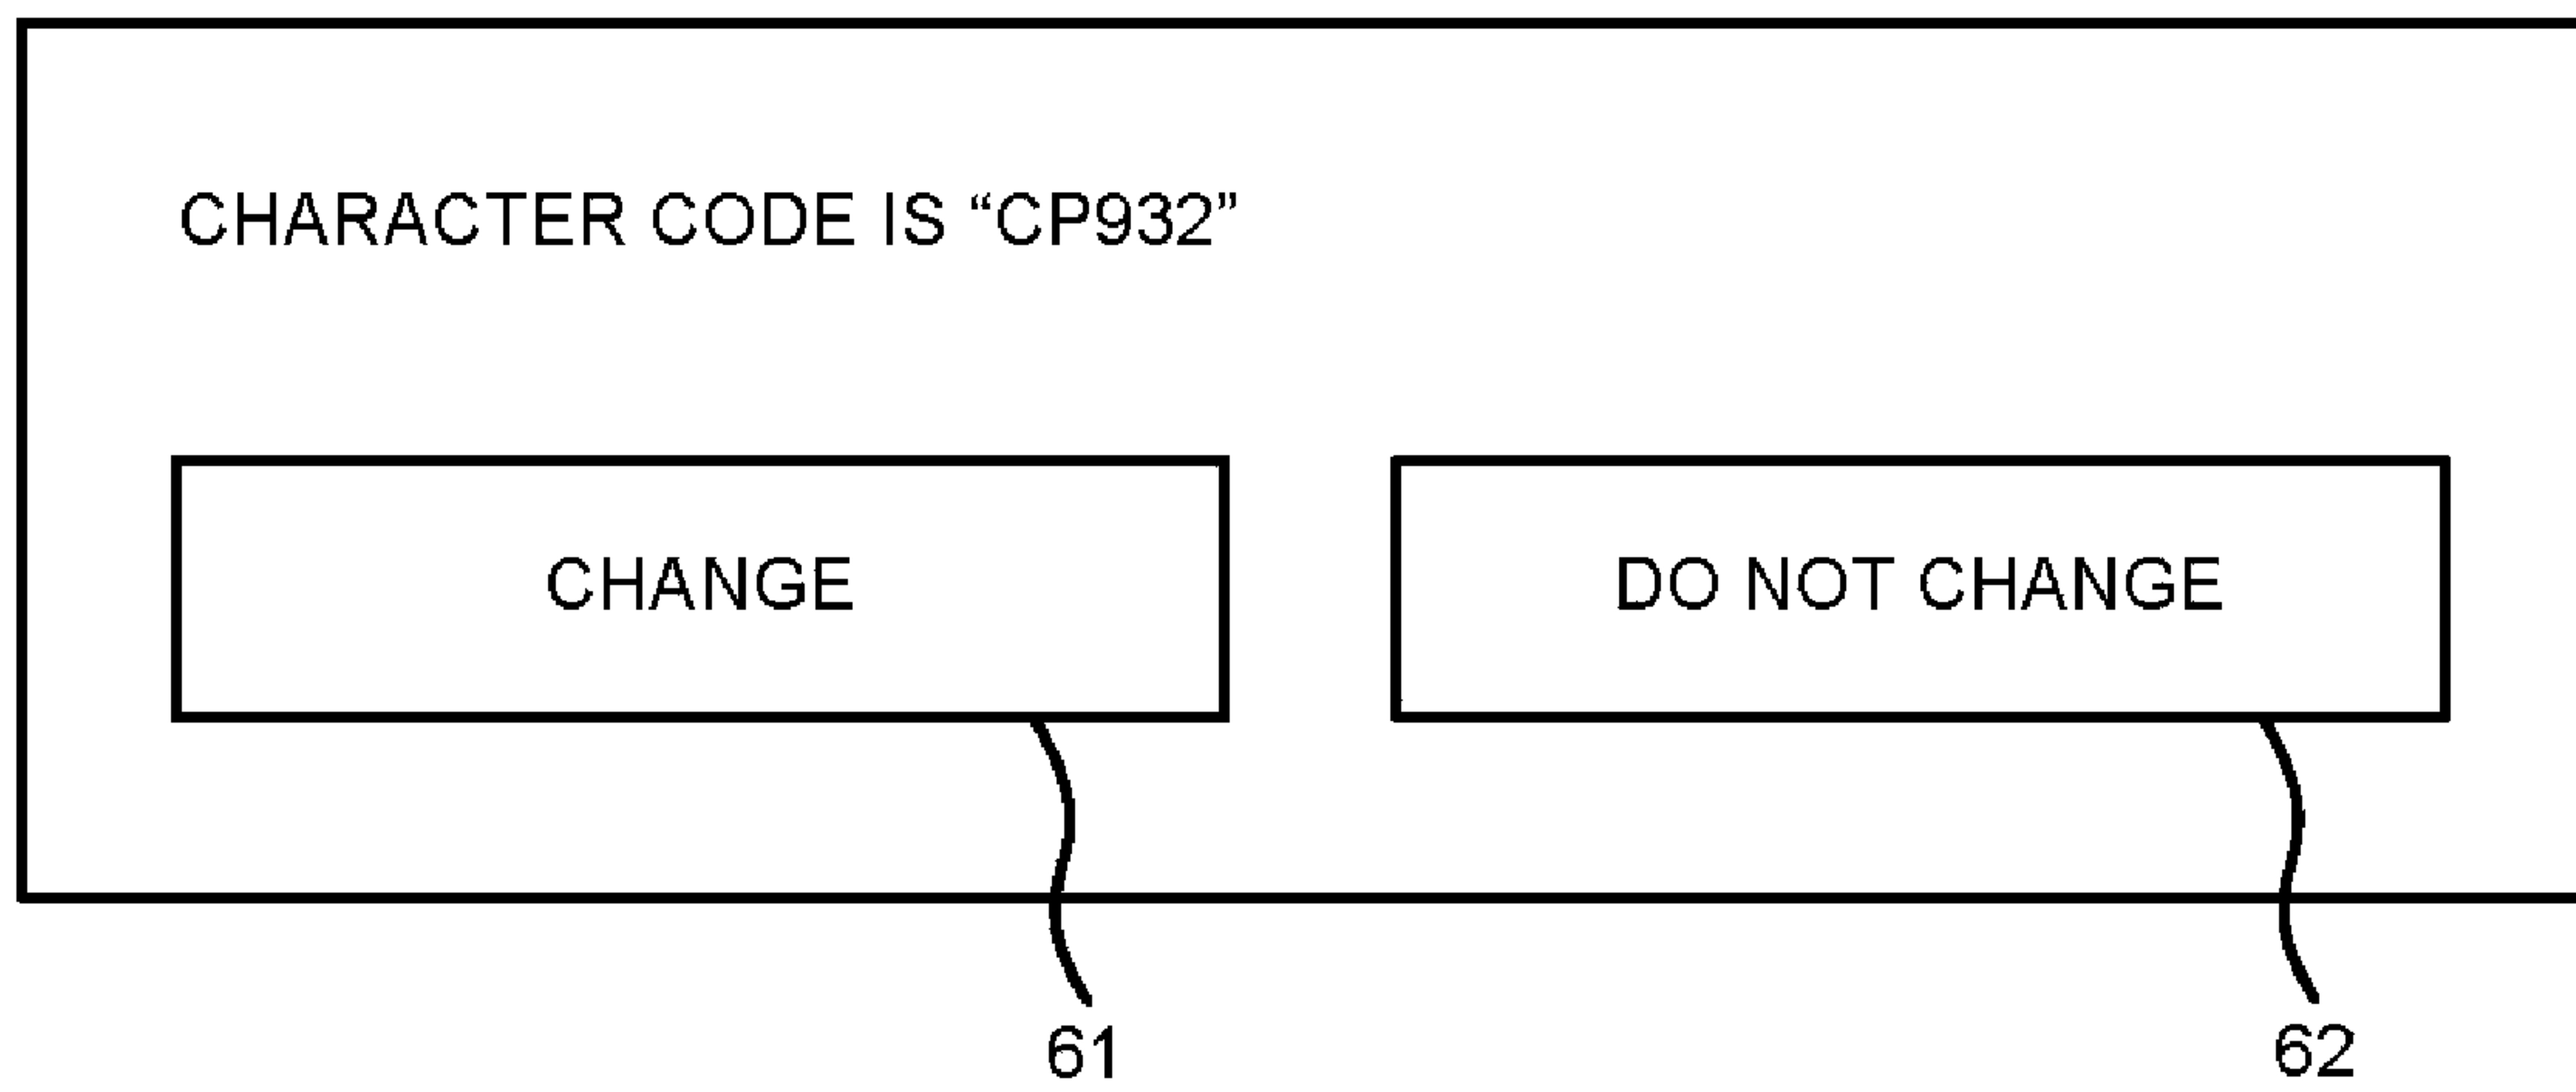 CHARACTER CODE IS “CP932”
CHANGE
DO NOT CHANGE
61
62